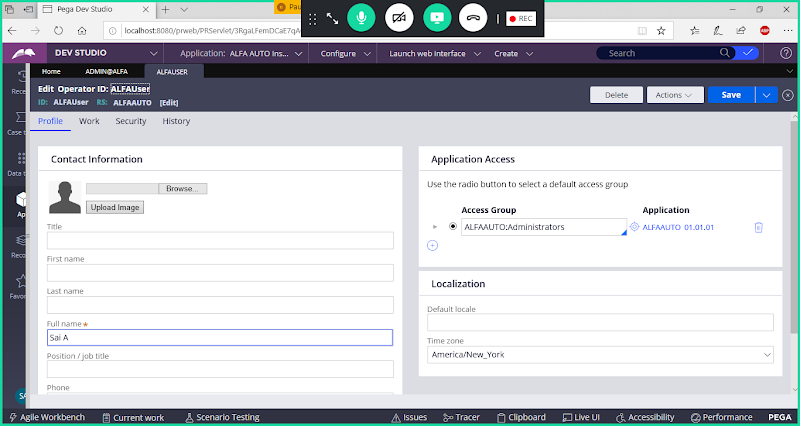 Pega Dev Studio
Pau
localhost:8080/prweb/PRServlet/3RgaLFemDCaE7qA
REC
DEV STUDIO
Application: ALFA AUTO Ins...
Configure
Launch web interface
Create
Search
Home
ADMIN@ALFA
ALFAUSER
Edit Operator ID: ALFAUser
ID: ALFAUser RS: ALFAAUTO [Edit]
Delete
Actions
Save
Profile
Work
Security
History
Contact Information
Browse...
Upload Image
Title
First name
Last name
Full name *
Sai A
Position / job title
Phone
Application Access
Use the radio button to select a default access group
Access Group
Application
ALFAAUTO:Administrators
ALFAAUTO 01.01.01
Localization
Default locale
Time zone
America/New_York
Rece
Case t
Data t
Ap
Reco
Favor
SA
Agile Workbench
Current work
Scenario Testing
Issues
Tracer
Clipboard
Live UI
Accessibility
Performance
PEGA